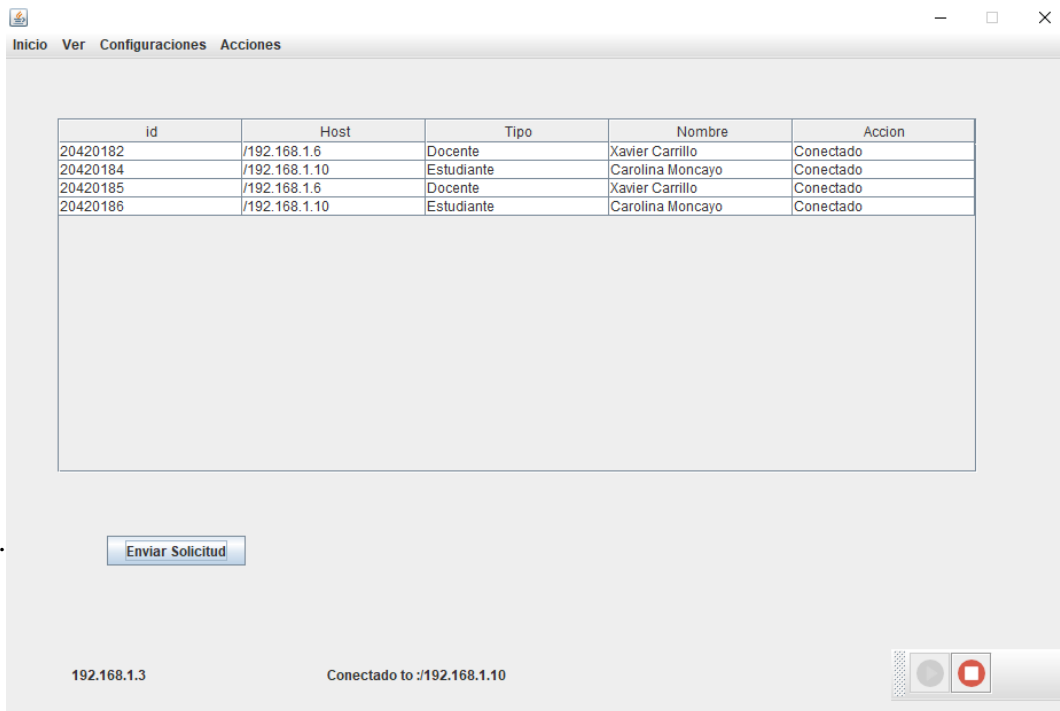 Inicio Ver Configuraciones Acciones
id Host Tipo Nombre Accion
20420182 /192.168.1.6 Docente Xavier Carrillo Conectado
20420184 /192.168.1.10 Estudiante Carolina Moncayo Conectado
20420185 /192.168.1.6 Docente Xavier Carrillo Conectado
20420186 /192.168.1.10 Estudiante Carolina Moncayo Conectado
Enviar Solicitud
192.168.1.3 Conectado to :/192.168.1.10